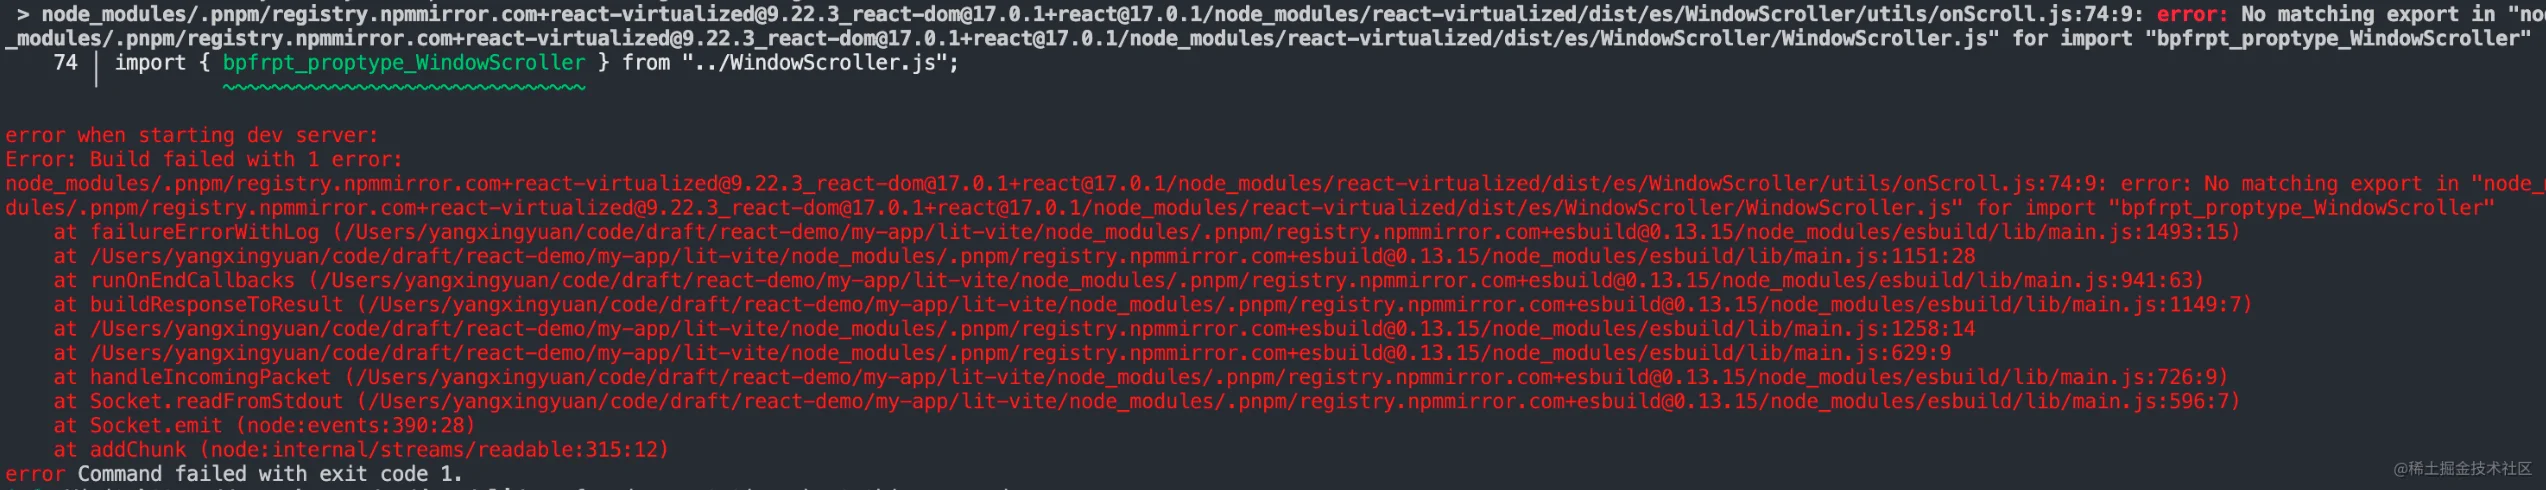 > node_modules/.pnpm/registry.npmmirror.com+react-virtualized@9.22.3_react-dom@17.0.1+react@17.0.1/node_modules/react-virtualized/dist/es/WindowScroller/utils/onScroll.js:74:9: error: No matching export in "no
_modules/.pnpm/registry.npmmirror.com+react-virtualized@9.22.3_react-dom@17.0.1+react@17.0.1/node_modules/react-virtualized/dist/es/WindowScroller/WindowScroller.js" for import "bpfrpt_proptype_WindowScroller"
74 │ import { bpfrpt_proptype_WindowScroller } from "../WindowScroller.js";
error when starting dev server:
Error: Build failed with 1 error:
node_modules/.pnpm/registry.npmmirror.com+react-virtualized@9.22.3_react-dom@17.0.1+react@17.0.1/node_modules/react-virtualized/dist/es/WindowScroller/utils/onScroll.js:74:9: error: No matching export in "node_
dules/.pnpm/registry.npmmirror.com+react-virtualized@9.22.3_react-dom@17.0.1+react@17.0.1/node_modules/react-virtualized/dist/es/WindowScroller/WindowScroller.js" for import "bpfrpt_proptype_WindowScroller"
at failureErrorWithLog (/Users/yangxingyuan/code/draft/react-demo/my-app/lit-vite/node_modules/.pnpm/registry.npmmirror.com+esbuild@0.13.15/node_modules/esbuild/lib/main.js:1493:15)
at /Users/yangxingyuan/code/draft/react-demo/my-app/lit-vite/node_modules/.pnpm/registry.npmmirror.com+esbuild@0.13.15/node_modules/esbuild/lib/main.js:1151:28
at runOnEndCallbacks (/Users/yangxingyuan/code/draft/react-demo/my-app/lit-vite/node_modules/.pnpm/registry.npmmirror.com+esbuild@0.13.15/node_modules/esbuild/lib/main.js:941:63)
at buildResponseToResult (/Users/yangxingyuan/code/draft/react-demo/my-app/lit-vite/node_modules/.pnpm/registry.npmmirror.com+esbuild@0.13.15/node_modules/esbuild/lib/main.js:1149:7)
at /Users/yangxingyuan/code/draft/react-demo/my-app/lit-vite/node_modules/.pnpm/registry.npmmirror.com+esbuild@0.13.15/node_modules/esbuild/lib/main.js:1258:14
at /Users/yangxingyuan/code/draft/react-demo/my-app/lit-vite/node_modules/.pnpm/registry.npmmirror.com+esbuild@0.13.15/node_modules/esbuild/lib/main.js:629:9
at handleIncomingPacket (/Users/yangxingyuan/code/draft/react-demo/my-app/lit-vite/node_modules/.pnpm/registry.npmmirror.com+esbuild@0.13.15/node_modules/esbuild/lib/main.js:726:9)
at Socket.readFromStdout (/Users/yangxingyuan/code/draft/react-demo/my-app/lit-vite/node_modules/.pnpm/registry.npmmirror.com+esbuild@0.13.15/node_modules/esbuild/lib/main.js:596:7)
at Socket.emit (node:events:390:28)
at addChunk (node:internal/streams/readable:315:12)
error Command failed with exit code 1.
@稀土掘金技术社区